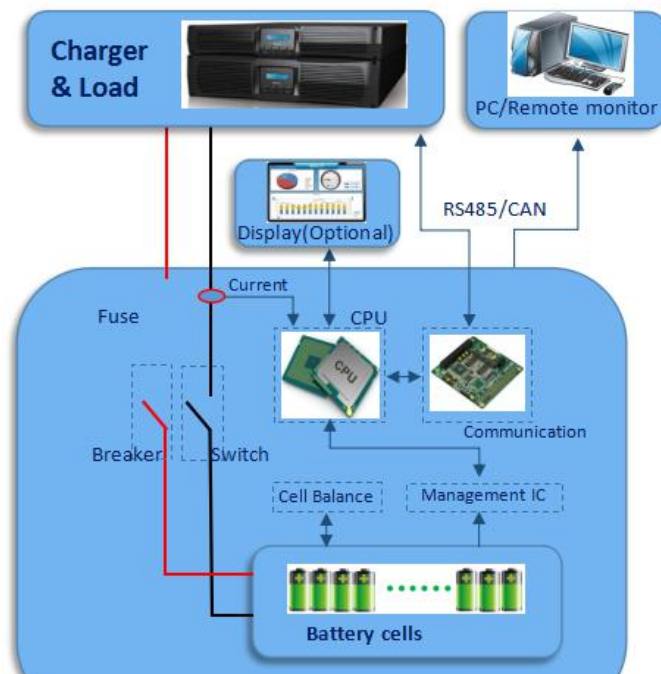 Charger
& Load
PC/Remote monitor
RS485/CAN
Display(Optional)
Current
Fuse
CPU
CPU
Communication
Breaker
Switch
Cell Balance
Management IC
Battery cells